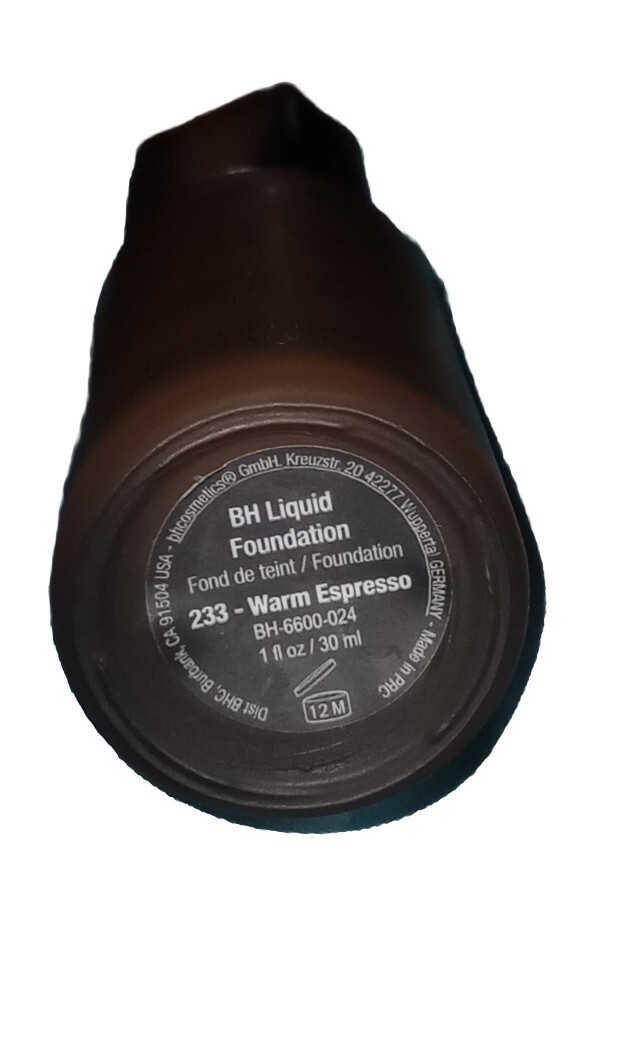 Dist BHC, Burbank, CA 91504 USA - bhcosmetics® GmbH. Kreuzstr. 20 42277 Wuppertal GERMANY - Made in PRC
BH Liquid
Foundation
Fond de teint / Foundation
233 - Warm Espresso
BH-6600-024
1 fl oz / 30 ml
12 M